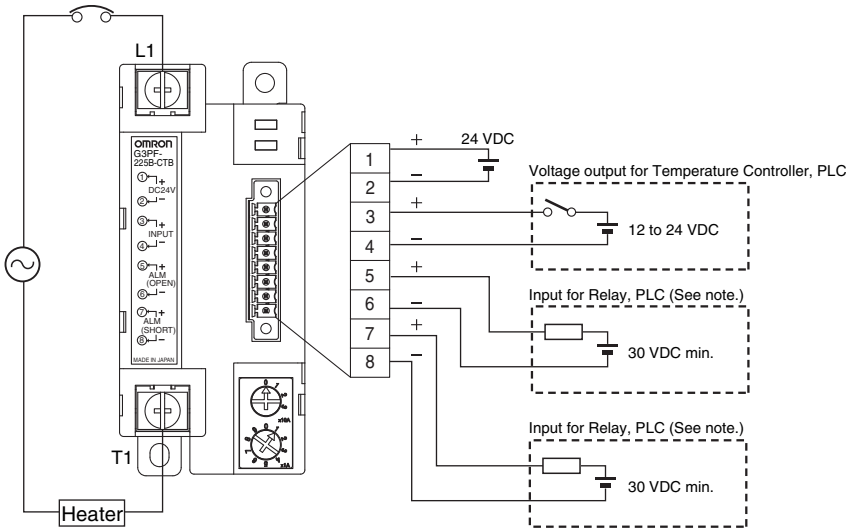 L1
OMRON
G3PF-
225B-CTB
① +
DC24V
② −
③ +
INPUT
④ −
⑤ +
ALM
(OPEN)
⑥ −
⑦ +
ALM
(SHORT)
⑧ −
MADE IN JAPAN
x10A
x1A
T1
Heater
1
2
3
4
5
6
7
8
+
24 VDC
−
+
−
+
−
+
−
Voltage output for Temperature Controller, PLC
12 to 24 VDC
Input for Relay, PLC (See note.)
30 VDC min.
Input for Relay, PLC (See note.)
30 VDC min.